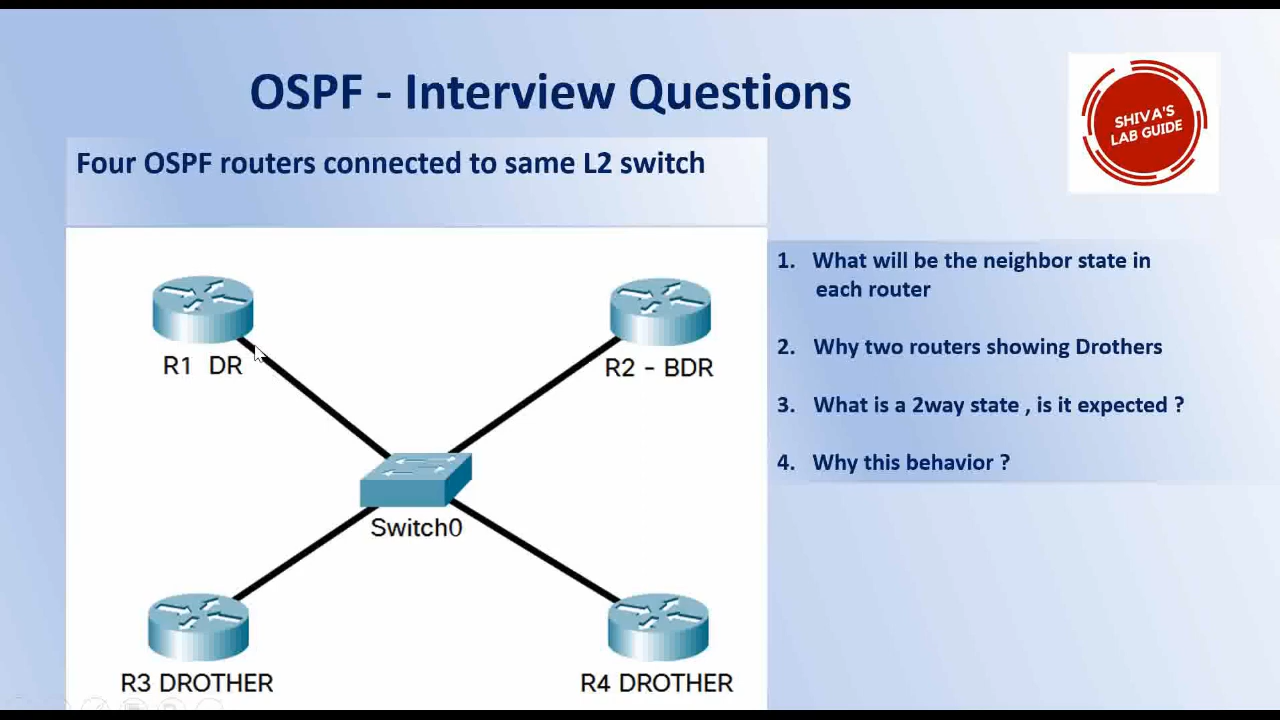 OSPF - Interview Questions
SHIVA'S
LAB GUIDE
Four OSPF routers connected to same L2 switch
1. What will be the neighbor state in
each router
2. Why two routers showing Drothers
3. What is a 2way state , is it expected ?
4. Why this behavior ?
R1 DR
R2 - BDR
Switch0
R3 DROTHER
R4 DROTHER